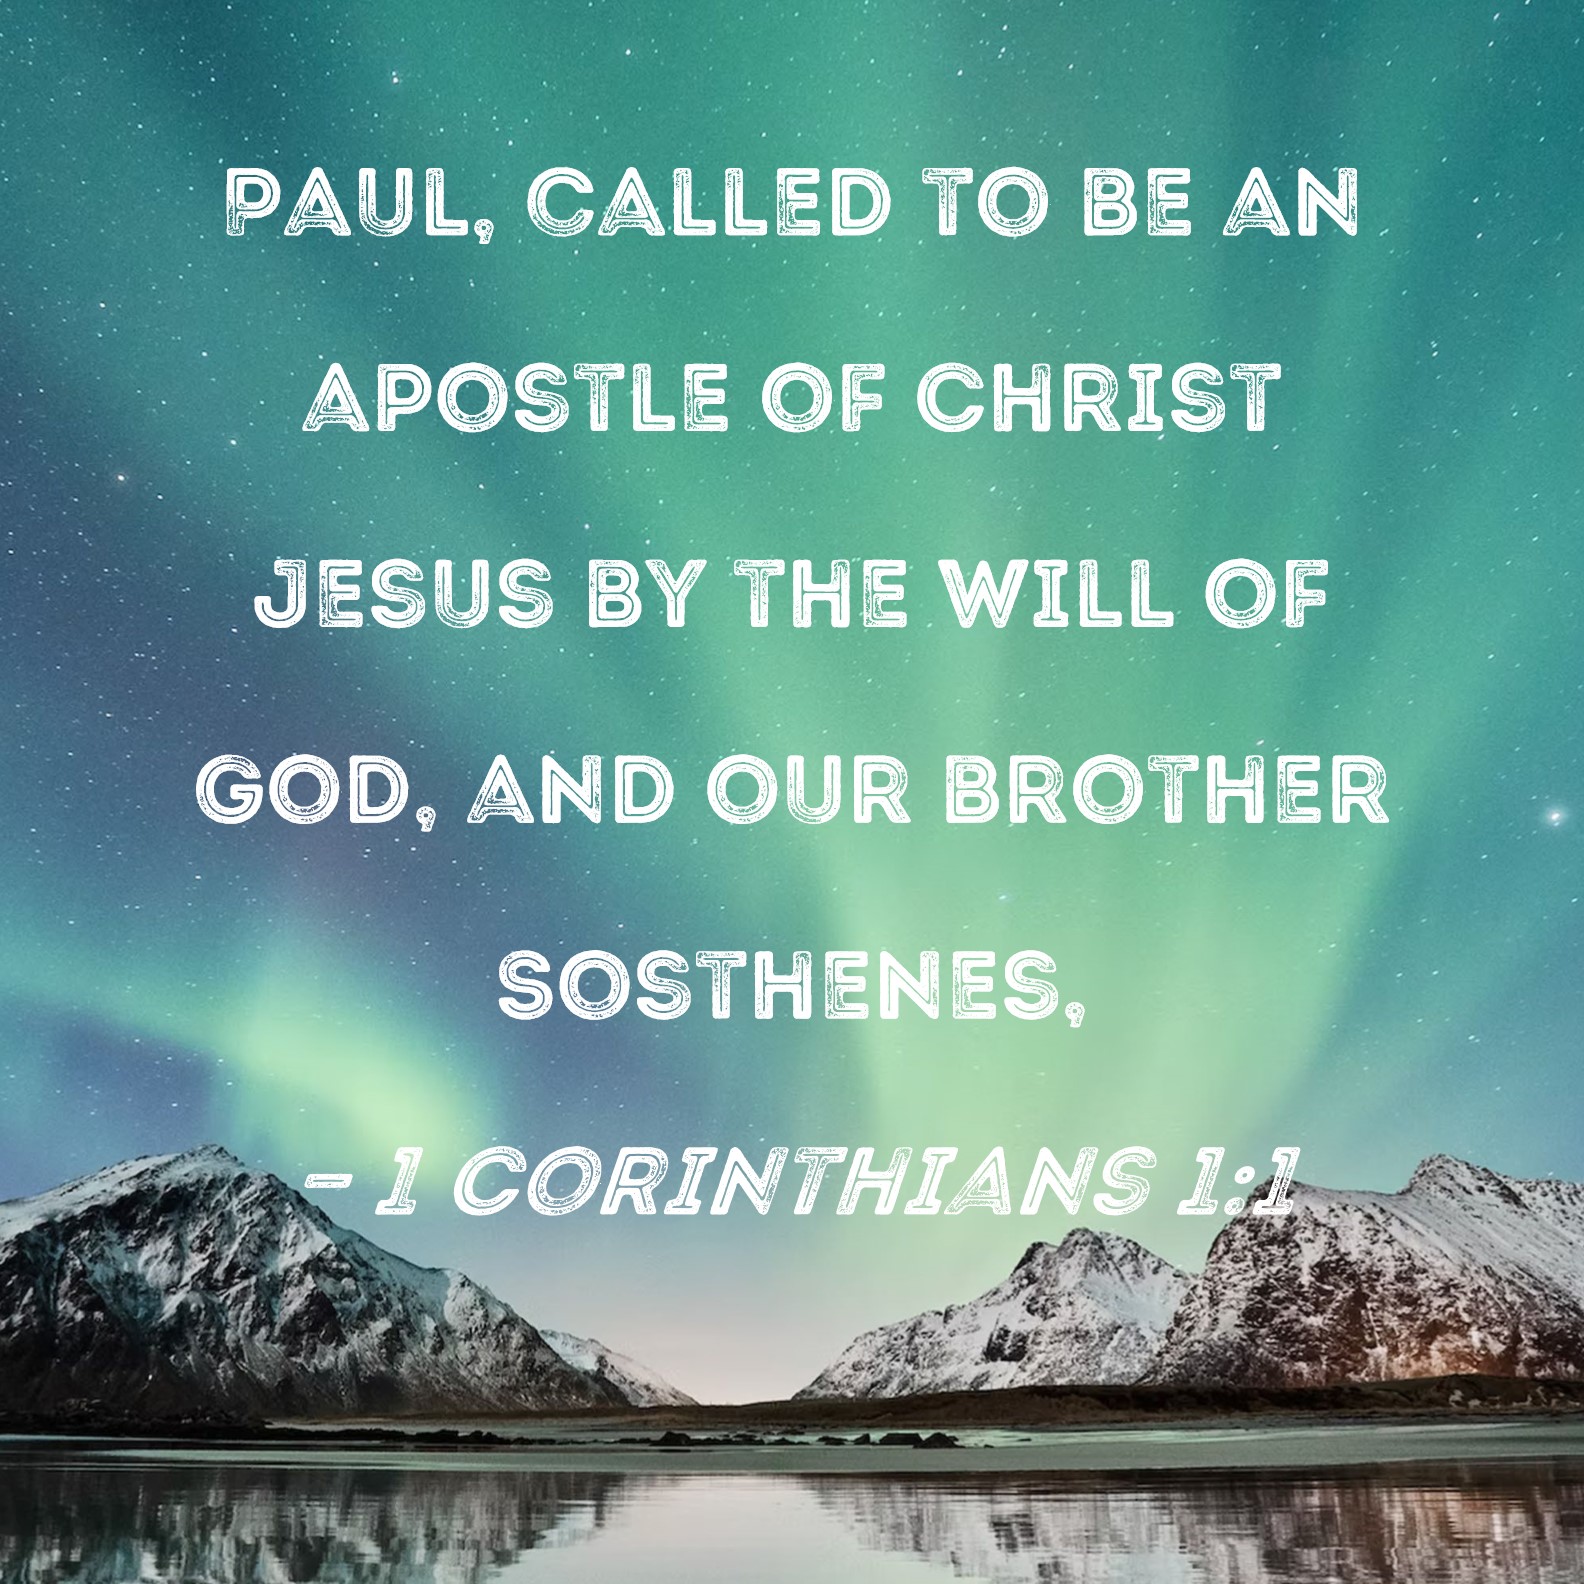 PAUL, CALLED TO BE AN
APOSTLE OF CHRIST
JESUS BY THE WILL OF
GOD, AND OUR BROTHER
SOSTHENES,
- 1 CORINTHIANS 1:1